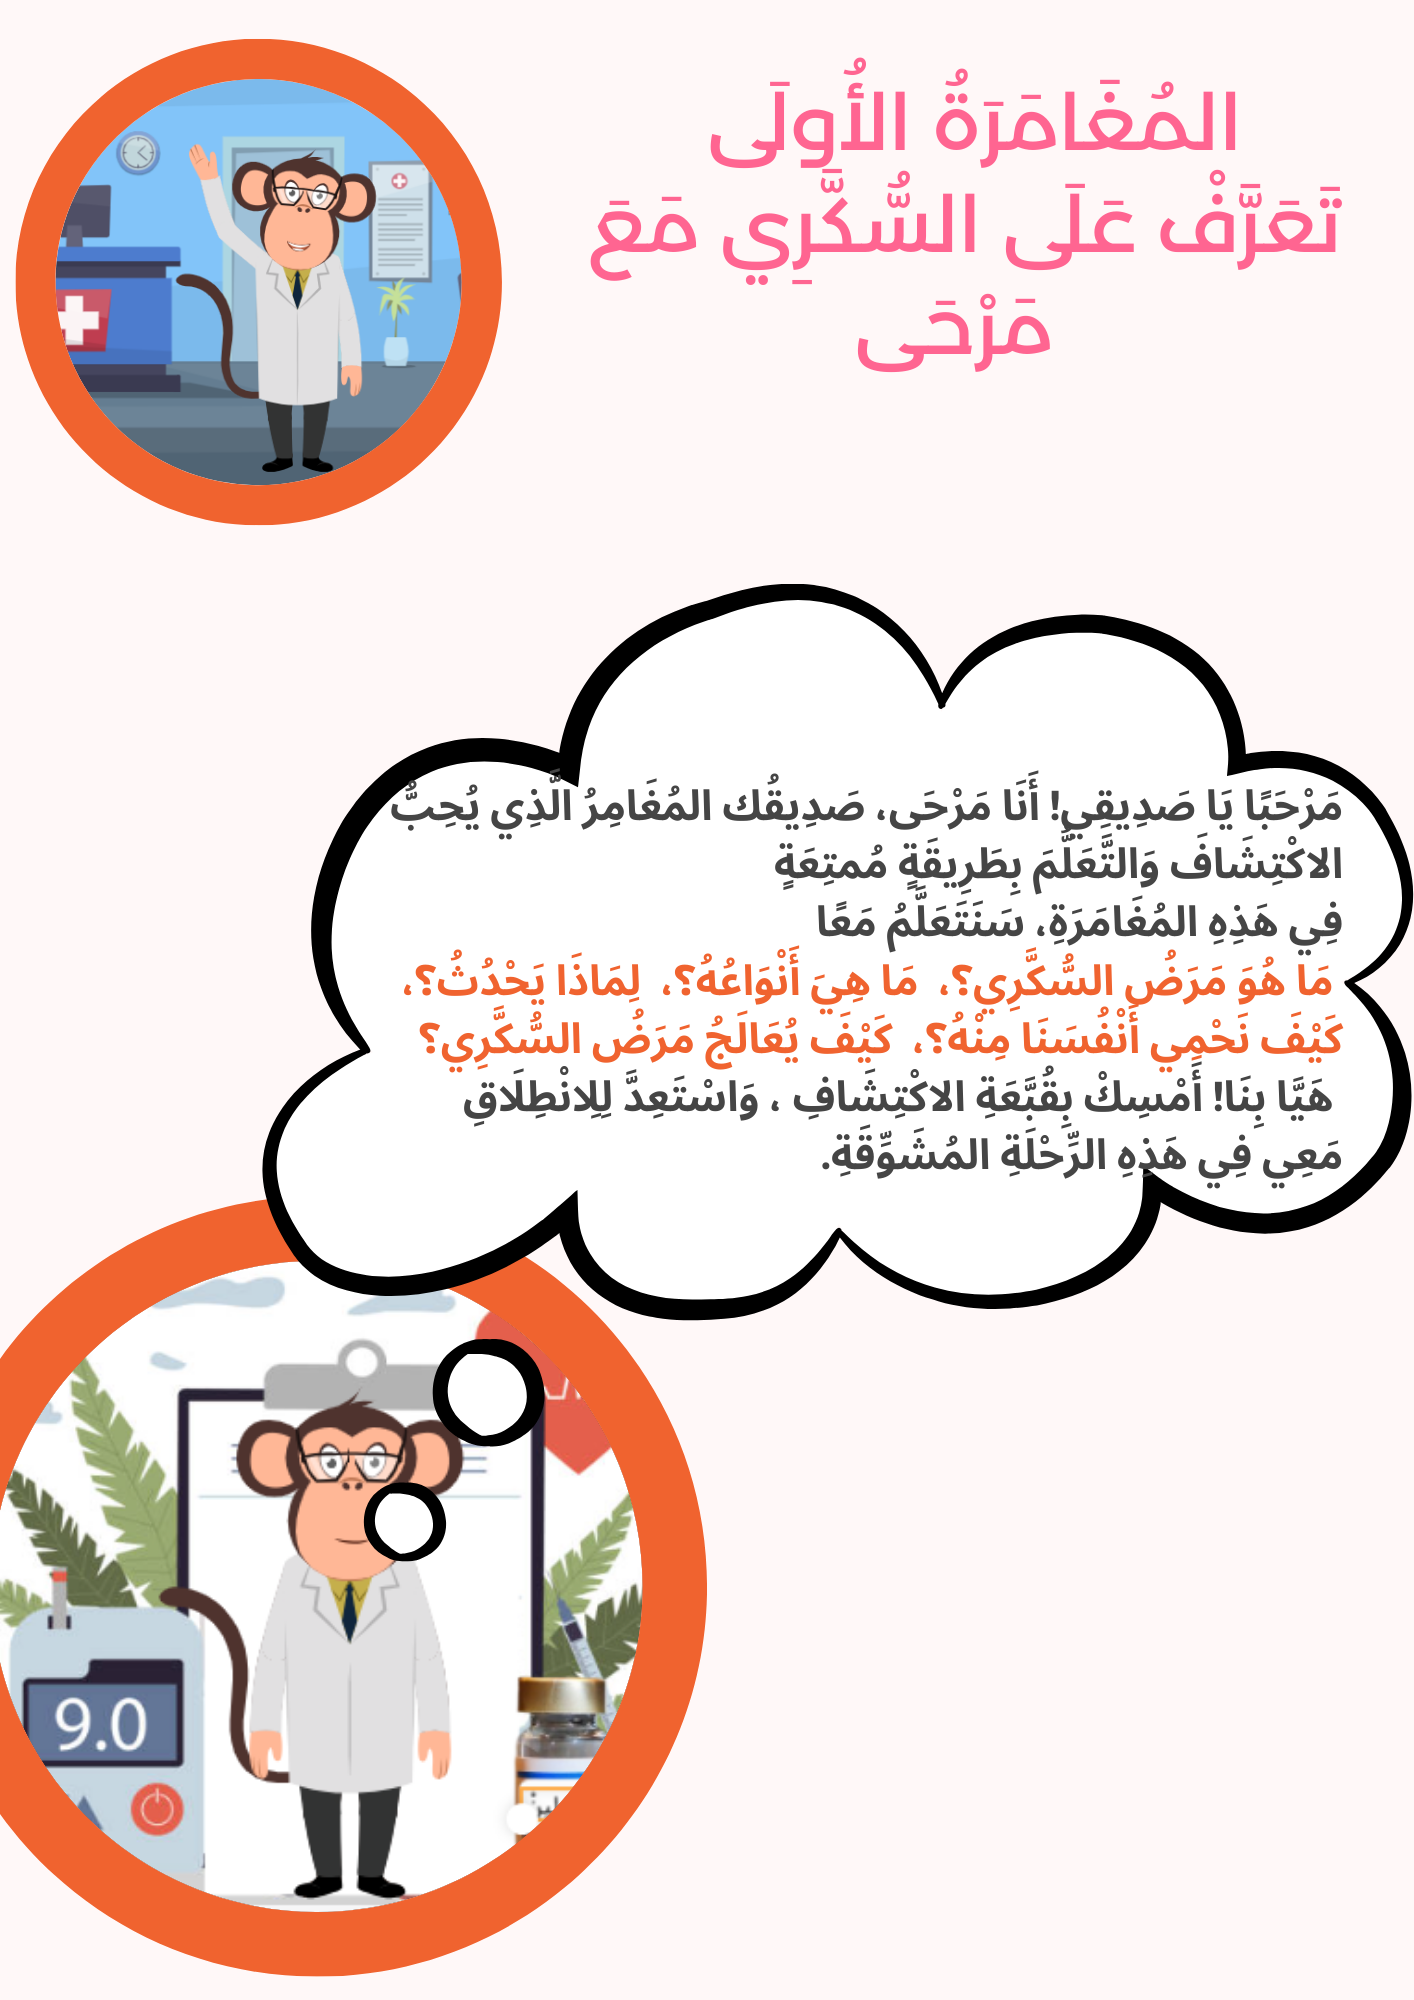 المُغَامَرَةُ الأُولَى
تَعَرَّفْ عَلَى السُّكَّرِي مَعَ
مَرْحَى
مَرْحَبًا يَا صَدِيقِي! أَنَا مَرْحَى، صَدِيقُك المُغَامِرُ الَّذِي يُحِبُّ
الاكْتِشَافَ وَالتَّعَلُّمَ بِطَرِيقَةٍ مُمتِعَةٍ
فِي هَذِهِ المُغَامَرَةِ، سَنَتَعَلَّمُ مَعًا
مَا هُوَ مَرَضُ السُّكَّرِي؟، مَا هِيَ أَنْوَاعُهُ؟، لِمَاذَا يَحْدُثُ؟،
كَيْفَ نَحْمِي أَنْفُسَنَا مِنْهُ؟، كَيْفَ يُعَالَجُ مَرَضُ السُّكَّرِي؟
هَيَّا بِنَا! أَمْسِكْ بِقُبَّعَةِ الاكْتِشَافِ ، وَاسْتَعِدَّ لِلِانْطِلَاقِ
مَعِي فِي هَذِهِ الرِّحْلَةِ المُشَوِّقَةِ.
9.0